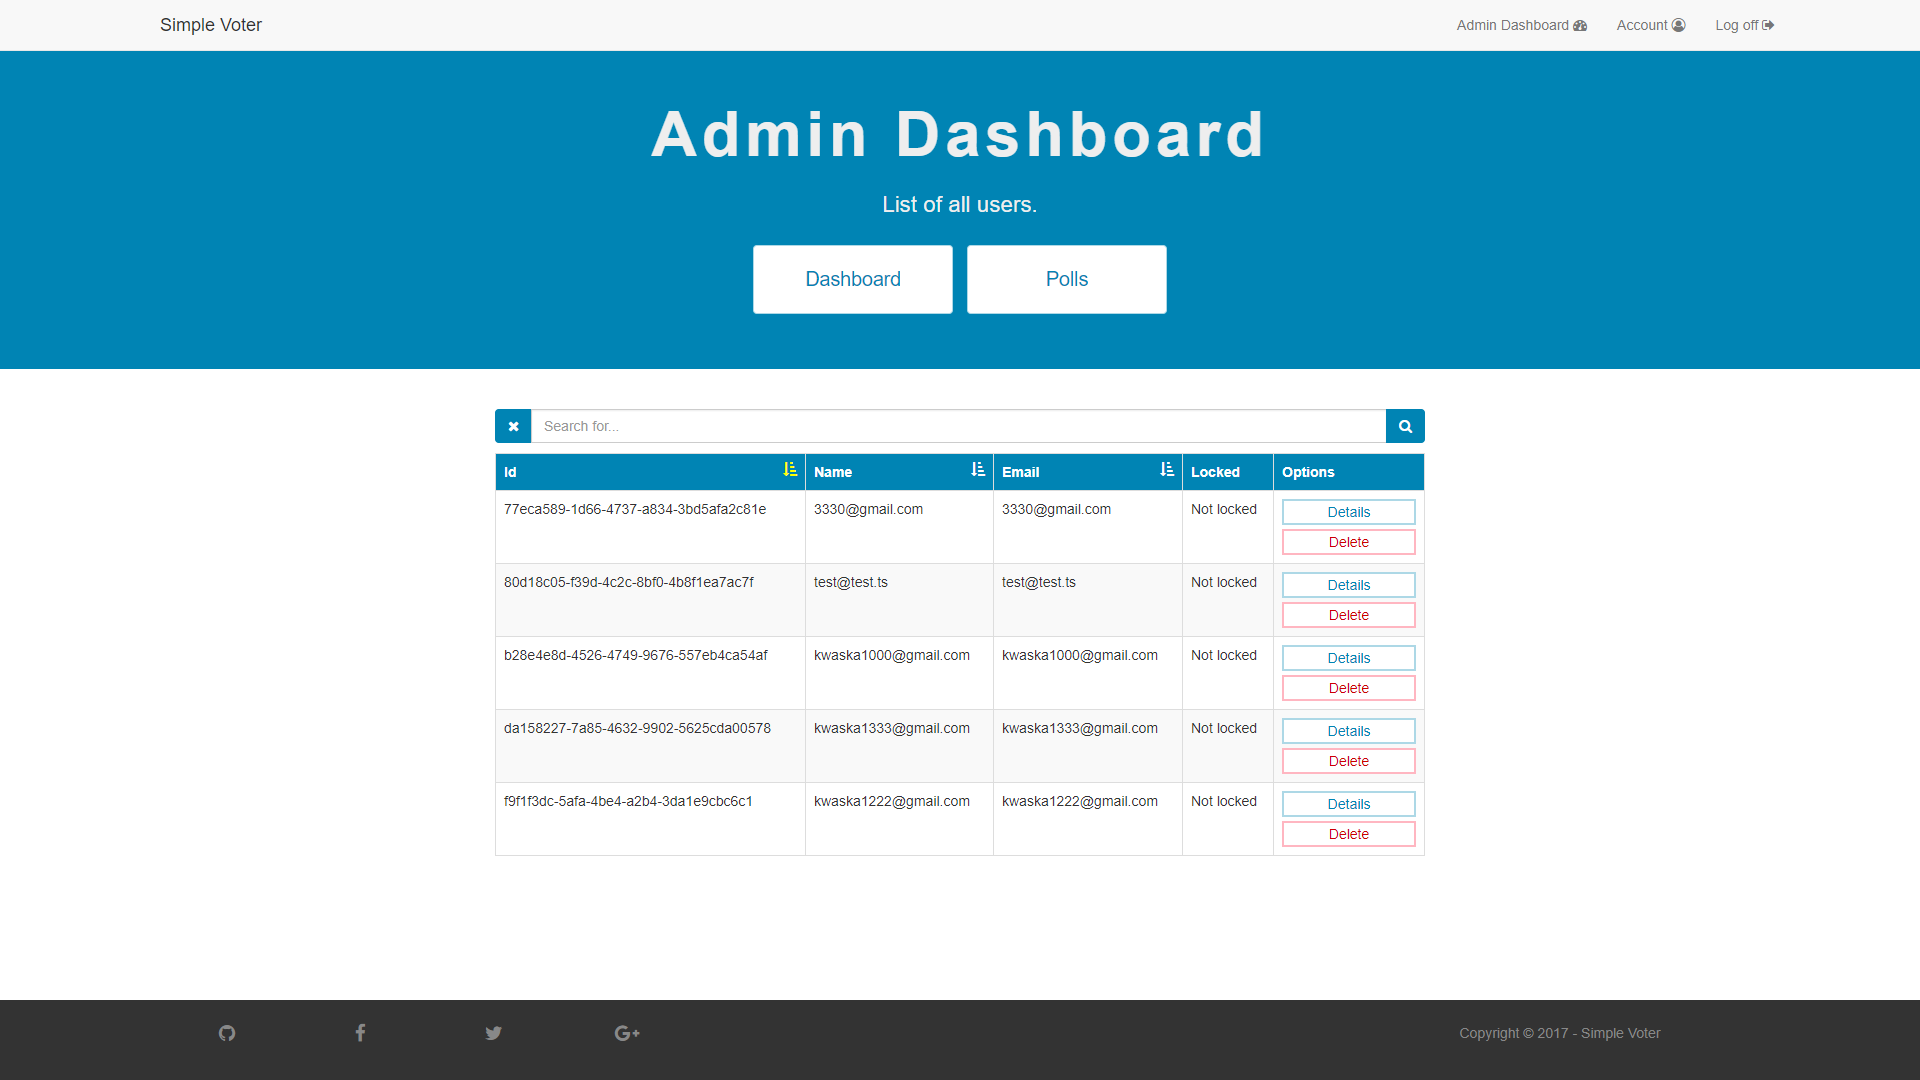 Simple Voter Admin Dashboard Account Log off
Admin Dashboard
List of all users.
Dashboard Polls
Search for...
Id Name Email Locked Options
77eca589-1d66-4737-a834-3bd5afa2c81e 3330@gmail.com 3330@gmail.com Not locked Details
Delete
80d18c05-f39d-4c2c-8bf0-4b8f1ea7ac7f test@test.ts test@test.ts Not locked Details
Delete
b28e4e8d-4526-4749-9676-557eb4ca54af kwaska1000@gmail.com kwaska1000@gmail.com Not locked Details
Delete
da158227-7a85-4632-9902-5625cda00578 kwaska1333@gmail.com kwaska1333@gmail.com Not locked Details
Delete
f9f1f3dc-5afa-4be4-a2b4-3da1e9cbc6c1 kwaska1222@gmail.com kwaska1222@gmail.com Not locked Details
Delete
Copyright © 2017 - Simple Voter